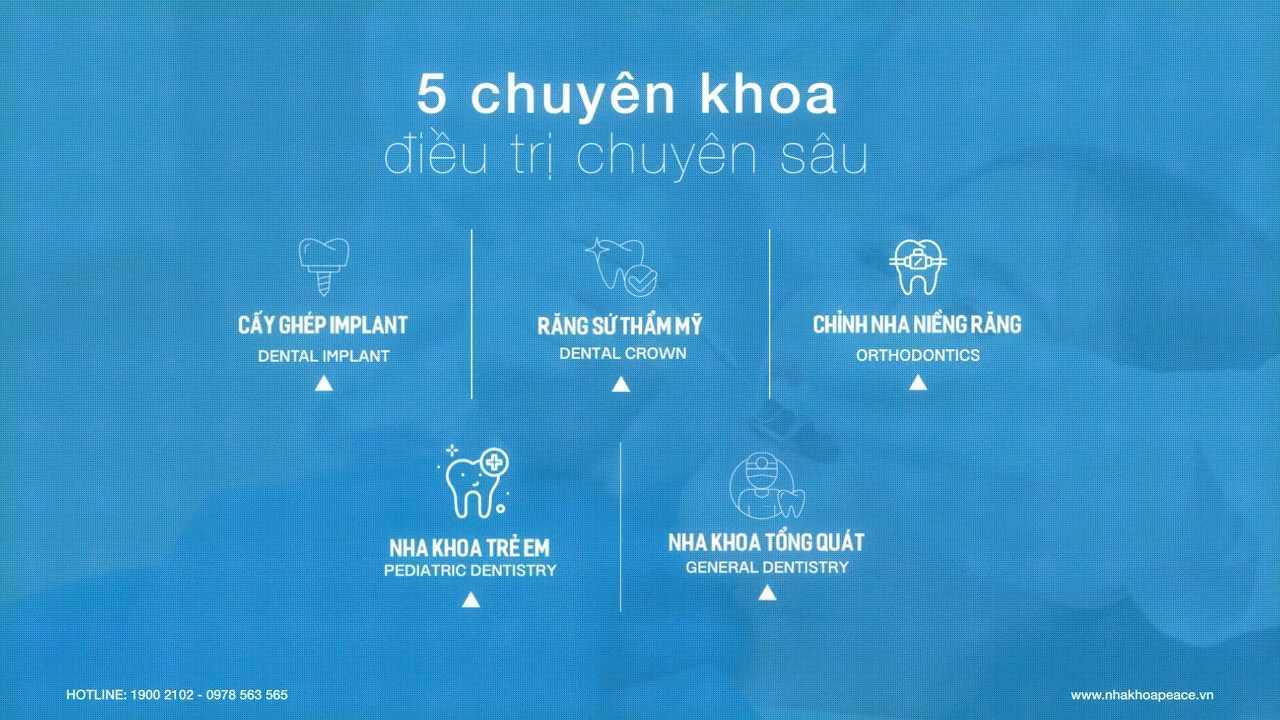 5 chuyên khoa
điều trị chuyên sâu
CẤY GHÉP IMPLANT
DENTAL IMPLANT
RĂNG SỨ THẨM MỸ
DENTAL CROWN
CHỈNH NHA NIỀNG RĂNG
ORTHODONTICS
NHA KHOA TRẺ EM
PEDIATRIC DENTISTRY
NHA KHOA TỔNG QUÁT
GENERAL DENTISTRY
HOTLINE: 1900 2102 - 0978 563 565
www.nhakhoapeace.vn